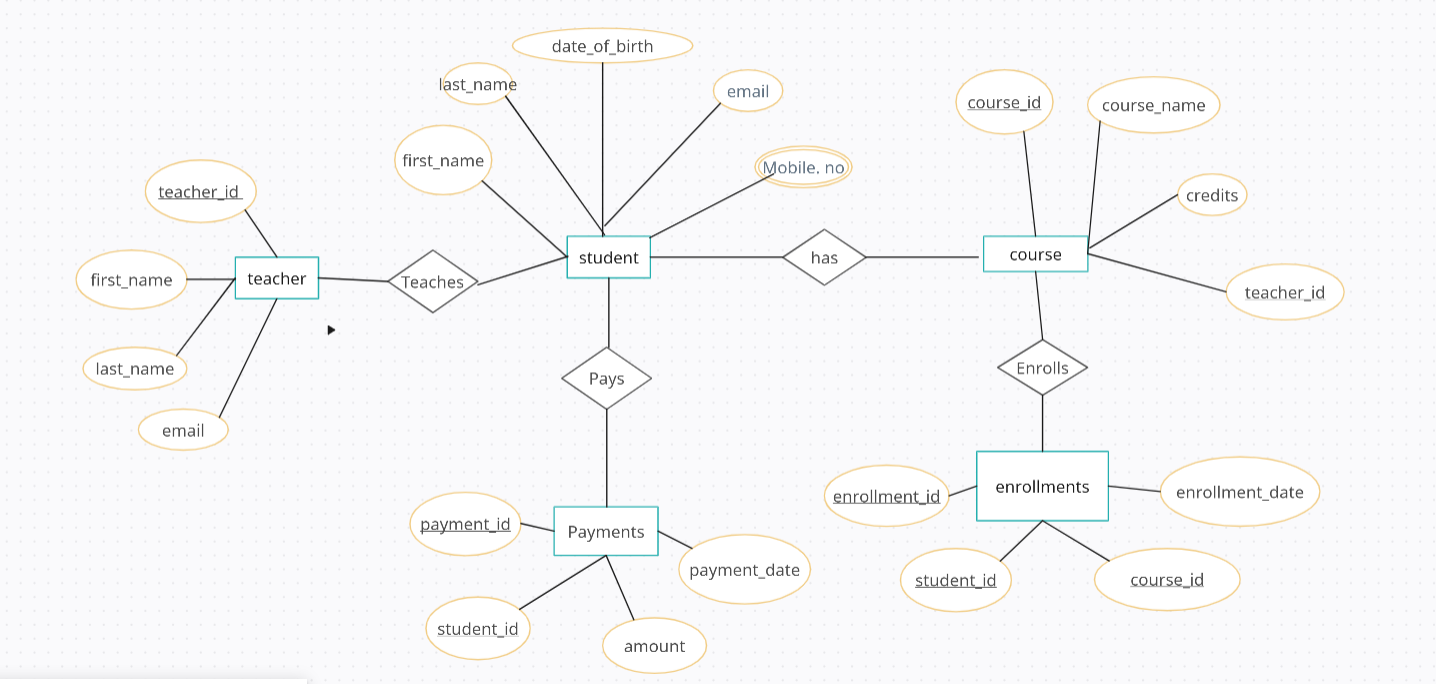 date_of_birth
last_name
email
course_id
course_name
first_name
Mobile. no
teacher_id
credits
student
has
course
first_name
teacher
Teaches
teacher_id
last_name
Pays
Enrolls
email
enrollment_id
enrollments
enrollment_date
payment_id
Payments
payment_date
student_id
course_id
student_id
amount